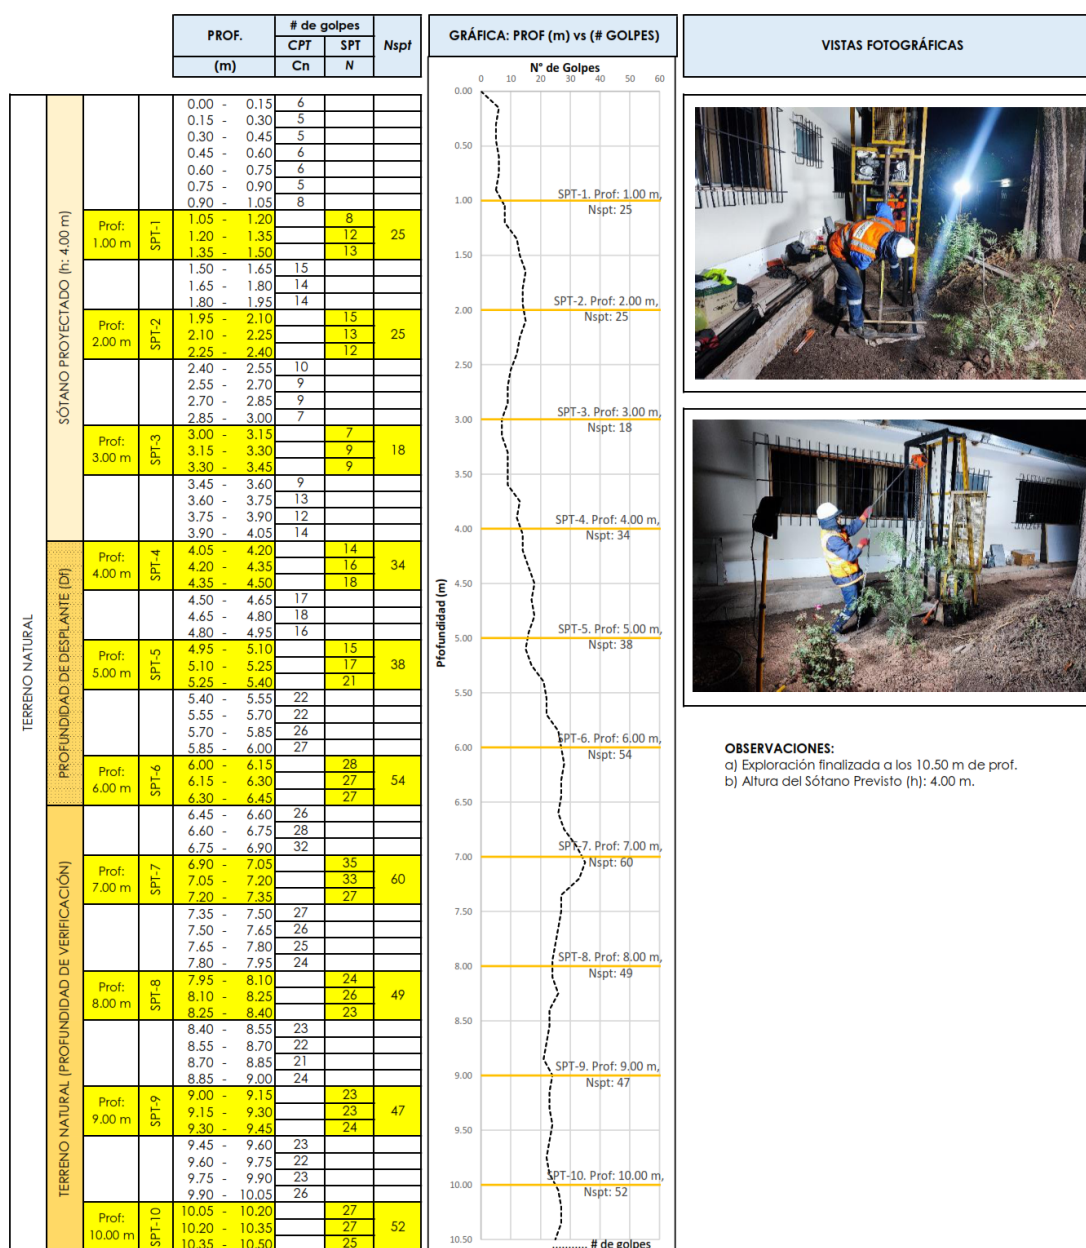 PROF.
(m)
# de golpes
CPT SPT Nspt
Cn N
GRÁFICA: PROF (m) vs (# GOLPES)
VISTAS FOTOGRÁFICAS
TERRENO NATURAL
SÓTANO PROYECTADO (h: 4.00 m)
0.00 - 0.15 6
0.15 - 0.30 5
0.30 - 0.45 5
0.45 - 0.60 6
0.60 - 0.75 6
0.75 - 0.90 5
0.90 - 1.05 8
Prof: 1.00 m SPT-1 25
1.05 - 1.20 8
1.20 - 1.35 12
1.35 - 1.50 13
1.50 - 1.65 15
1.65 - 1.80 14
1.80 - 1.95 14
Prof: 2.00 m SPT-2 25
1.95 - 2.10 15
2.10 - 2.25 13
2.25 - 2.40 12
2.40 - 2.55 10
2.55 - 2.70 9
2.70 - 2.85 9
2.85 - 3.00 7
Prof: 3.00 m SPT-3 18
3.00 - 3.15 7
3.15 - 3.30 9
3.30 - 3.45 9
3.45 - 3.60 9
3.60 - 3.75 13
3.75 - 3.90 12
3.90 - 4.05 14
PROFUNDIDAD DE DESPLANTE (Df)
Prof: 4.00 m SPT-4 34
4.05 - 4.20 14
4.20 - 4.35 16
4.35 - 4.50 18
4.50 - 4.65 17
4.65 - 4.80 18
4.80 - 4.95 16
Prof: 5.00 m SPT-5 38
4.95 - 5.10 15
5.10 - 5.25 17
5.25 - 5.40 21
5.40 - 5.55 22
5.55 - 5.70 22
5.70 - 5.85 26
5.85 - 6.00 27
Prof: 6.00 m SPT-6 54
6.00 - 6.15 28
6.15 - 6.30 27
6.30 - 6.45 27
TERRENO NATURAL (PROFUNDIDAD DE VERIFICACIÓN)
6.45 - 6.60 26
6.60 - 6.75 28
6.75 - 6.90 32
Prof: 7.00 m SPT-7 60
6.90 - 7.05 35
7.05 - 7.20 33
7.20 - 7.35 27
7.35 - 7.50 27
7.50 - 7.65 26
7.65 - 7.80 25
7.80 - 7.95 24
Prof: 8.00 m SPT-8 49
7.95 - 8.10 24
8.10 - 8.25 26
8.25 - 8.40 23
8.40 - 8.55 23
8.55 - 8.70 22
8.70 - 8.85 21
8.85 - 9.00 24
Prof: 9.00 m SPT-9 47
9.00 - 9.15 23
9.15 - 9.30 23
9.30 - 9.45 24
9.45 - 9.60 23
9.60 - 9.75 22
9.75 - 9.90 23
9.90 - 10.05 26
Prof: 10.00 m SPT-10 52
10.05 - 10.20 27
10.20 - 10.35 27
10.35 - 10.50 25
N° de Golpes
0 10 20 30 40 50 60
Pfofundidad (m)
0.00
0.50
1.00
1.50
2.00
2.50
3.00
3.50
4.00
4.50
5.00
5.50
6.00
6.50
7.00
7.50
8.00
8.50
9.00
9.50
10.00
10.50
SPT-1. Prof: 1.00 m,
Nspt: 25
SPT-2. Prof: 2.00 m,
Nspt: 25
SPT-3. Prof: 3.00 m,
Nspt: 18
SPT-4. Prof: 4.00 m,
Nspt: 34
SPT-5. Prof: 5.00 m,
Nspt: 38
SPT-6. Prof: 6.00 m,
Nspt: 54
SPT-7. Prof: 7.00 m,
Nspt: 60
SPT-8. Prof: 8.00 m,
Nspt: 49
SPT-9. Prof: 9.00 m,
Nspt: 47
SPT-10. Prof: 10.00 m,
Nspt: 52
# de golpes
OBSERVACIONES:
a) Exploración finalizada a los 10.50 m de prof.
b) Altura del Sótano Previsto (h): 4.00 m.